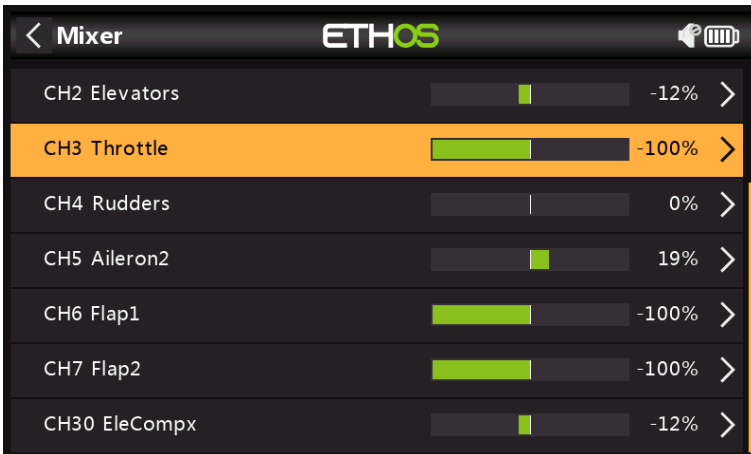 Mixer ETHOS
CH2 Elevators -12%
CH3 Throttle -100%
CH4 Rudders 0%
CH5 Aileron2 19%
CH6 Flap1 -100%
CH7 Flap2 -100%
CH30 EleCompx -12%